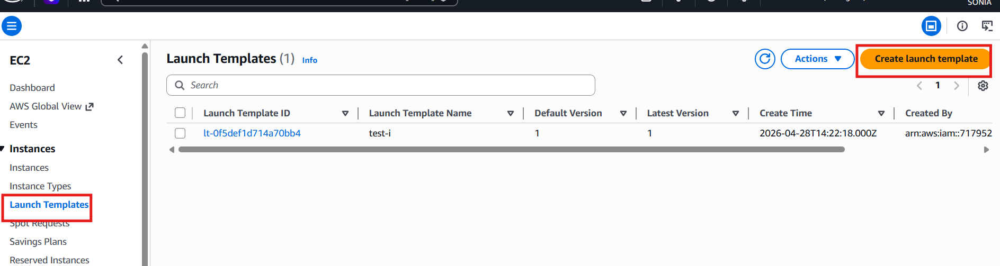 SONIA
EC2
Dashboard
AWS Global View
Events
Instances
Instances
Instance Types
Launch Templates
Spot Requests
Savings Plans
Reserved Instances
Launch Templates (1) Info
Actions
Create launch template
Search
1
Launch Template ID Launch Template Name Default Version Latest Version Create Time Created By
lt-0f5def1d714a70bb4 test-i 1 1 2026-04-28T14:22:18.000Z arn:aws:iam::717952